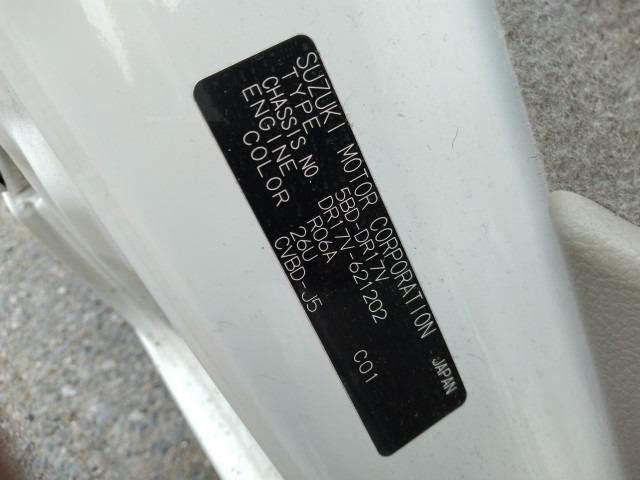 SUZUKI MOTOR CORPORATION JAPAN
TYPE 5BD-DR17V
CHASSIS NO DR17V-621202
ENGINE R06A
COLOR 26U C01
CVBD-J5